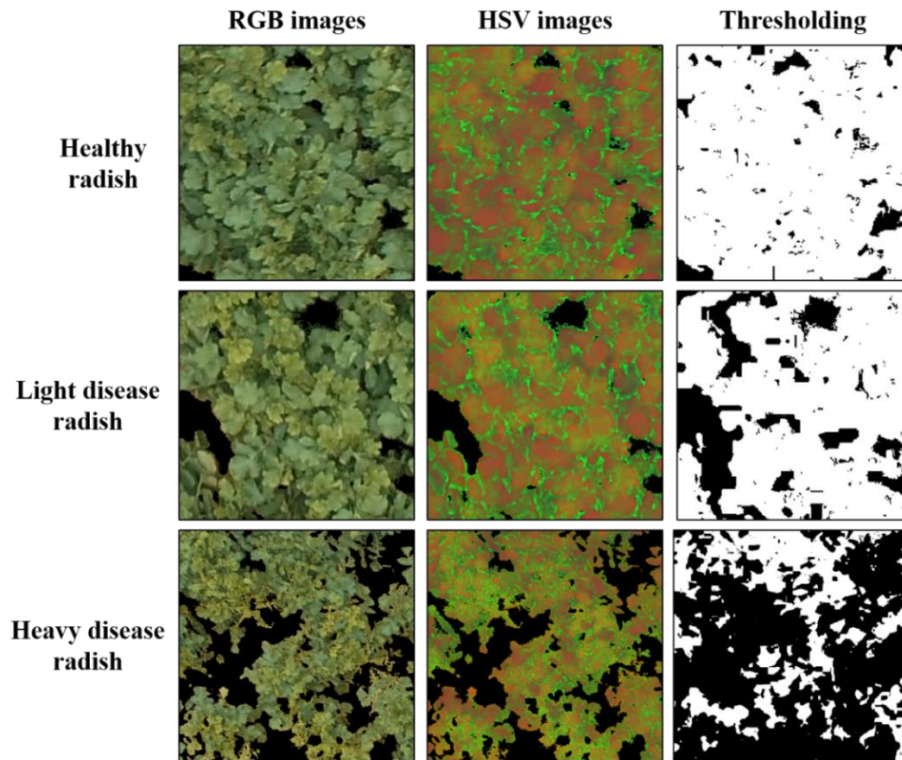 RGB images
HSV images
Thresholding
Healthy
radish
Light disease
radish
Heavy disease
radish